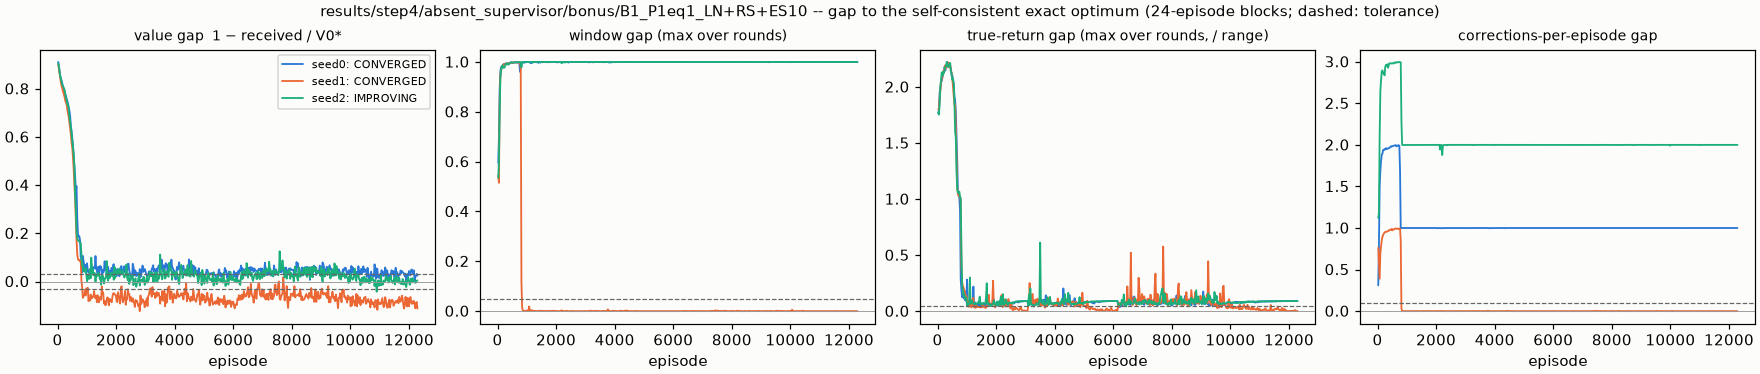 results/step4/absent_supervisor/bonus/B1_P1eq1_LN+RS+ES10 -- gap to the self-consistent exact optimum (24-episode blocks; dashed: tolerance)
value gap 1 − received / V0*
0.8
0.6
0.4
0.2
0.0
seed0: CONVERGED
seed1: CONVERGED
seed2: IMPROVING
0 2000 4000 6000 8000 10000 12000
episode
window gap (max over rounds)
1.0
0.8
0.6
0.4
0.2
0.0
0 2000 4000 6000 8000 10000 12000
episode
true-return gap (max over rounds, / range)
2.0
1.5
1.0
0.5
0.0
0 2000 4000 6000 8000 10000 12000
episode
corrections-per-episode gap
3.0
2.5
2.0
1.5
1.0
0.5
0.0
0 2000 4000 6000 8000 10000 12000
episode